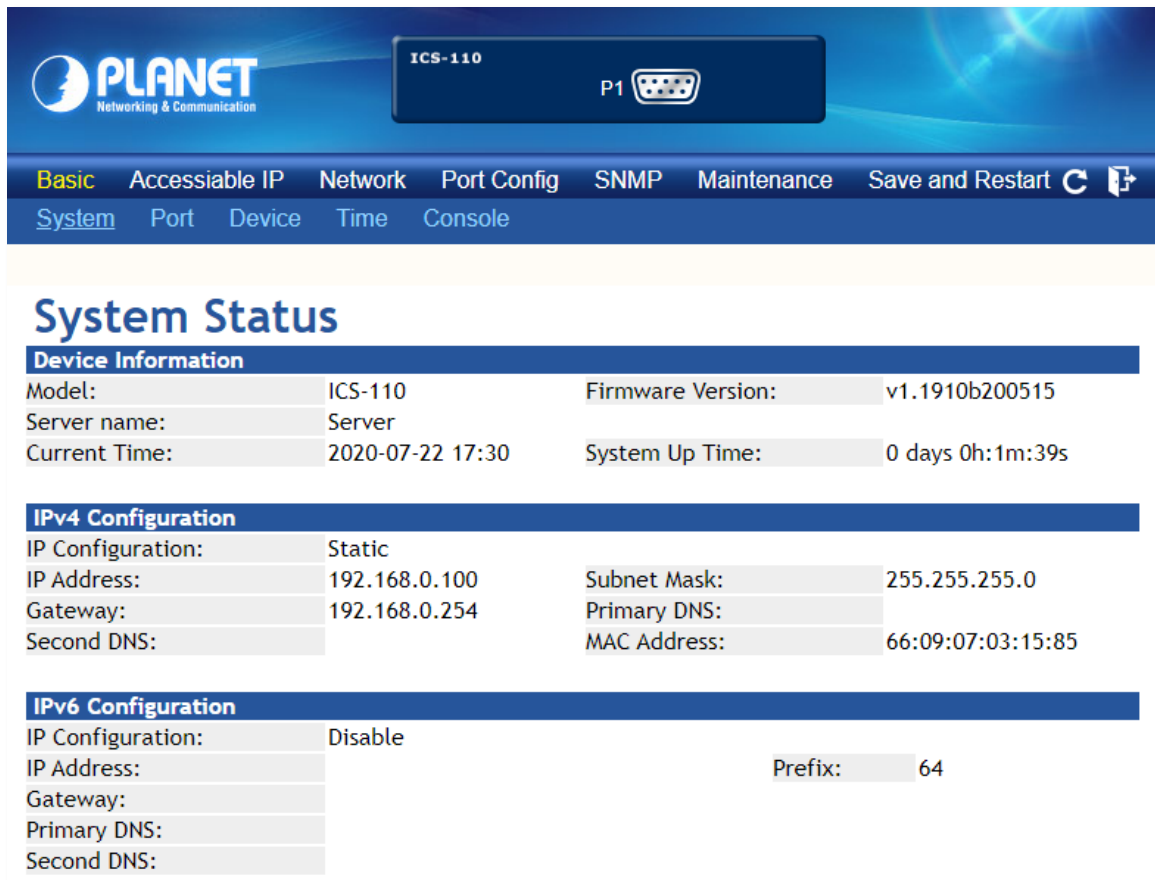 PLANET
Networking & Communication
ICS-110
P1
Basic Accessiable IP Network Port Config SNMP Maintenance Save and Restart
System Port Device Time Console
System Status
Device Information
Model: ICS-110 Firmware Version: v1.1910b200515
Server name: Server
Current Time: 2020-07-22 17:30 System Up Time: 0 days 0h:1m:39s
IPv4 Configuration
IP Configuration: Static
IP Address: 192.168.0.100 Subnet Mask: 255.255.255.0
Gateway: 192.168.0.254 Primary DNS:
Second DNS: MAC Address: 66:09:07:03:15:85
IPv6 Configuration
IP Configuration: Disable
IP Address: Prefix: 64
Gateway:
Primary DNS:
Second DNS: